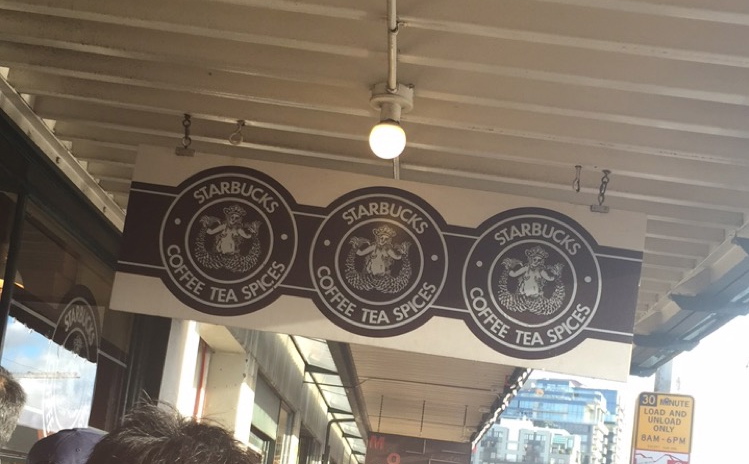 STARBUCKS
COFFEE TEA SPICES
STARBUCKS
COFFEE TEA SPICES
STARBUCKS
COFFEE TEA SPICES
STARBUCKS
30 MINUTE
LOAD AND
UNLOAD
ONLY
8AM-6PM